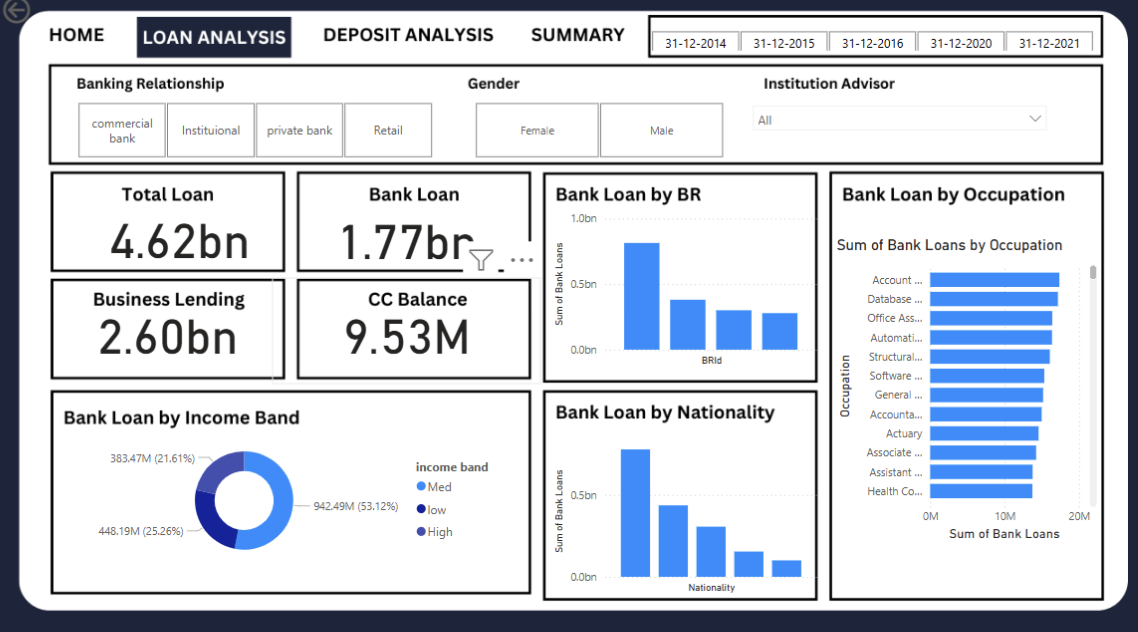 HOME
LOAN ANALYSIS
DEPOSIT ANALYSIS
SUMMARY
31-12-2014
31-12-2015
31-12-2016
31-12-2020
31-12-2021
Banking Relationship
commercial
bank
Instituional
private bank
Retail
Gender
Female
Male
Institution Advisor
All
Total Loan
4.62bn
Bank Loan
1.77bn
Business Lending
2.60bn
CC Balance
9.53M
Bank Loan by BR
Sum of Bank Loans
1.0bn
0.5bn
0.0bn
BRId
Bank Loan by Occupation
Sum of Bank Loans by Occupation
Occupation
Account ...
Database ...
Office Ass...
Automati...
Structural...
Software ...
General ...
Accounta...
Actuary
Associate ...
Assistant ...
Health Co...
0M
10M
20M
Sum of Bank Loans
Bank Loan by Income Band
383.47M (21.61%)
448.19M (25.26%)
942.49M (53.12%)
income band
Med
low
High
Bank Loan by Nationality
Sum of Bank Loans
0.5bn
0.0bn
Nationality